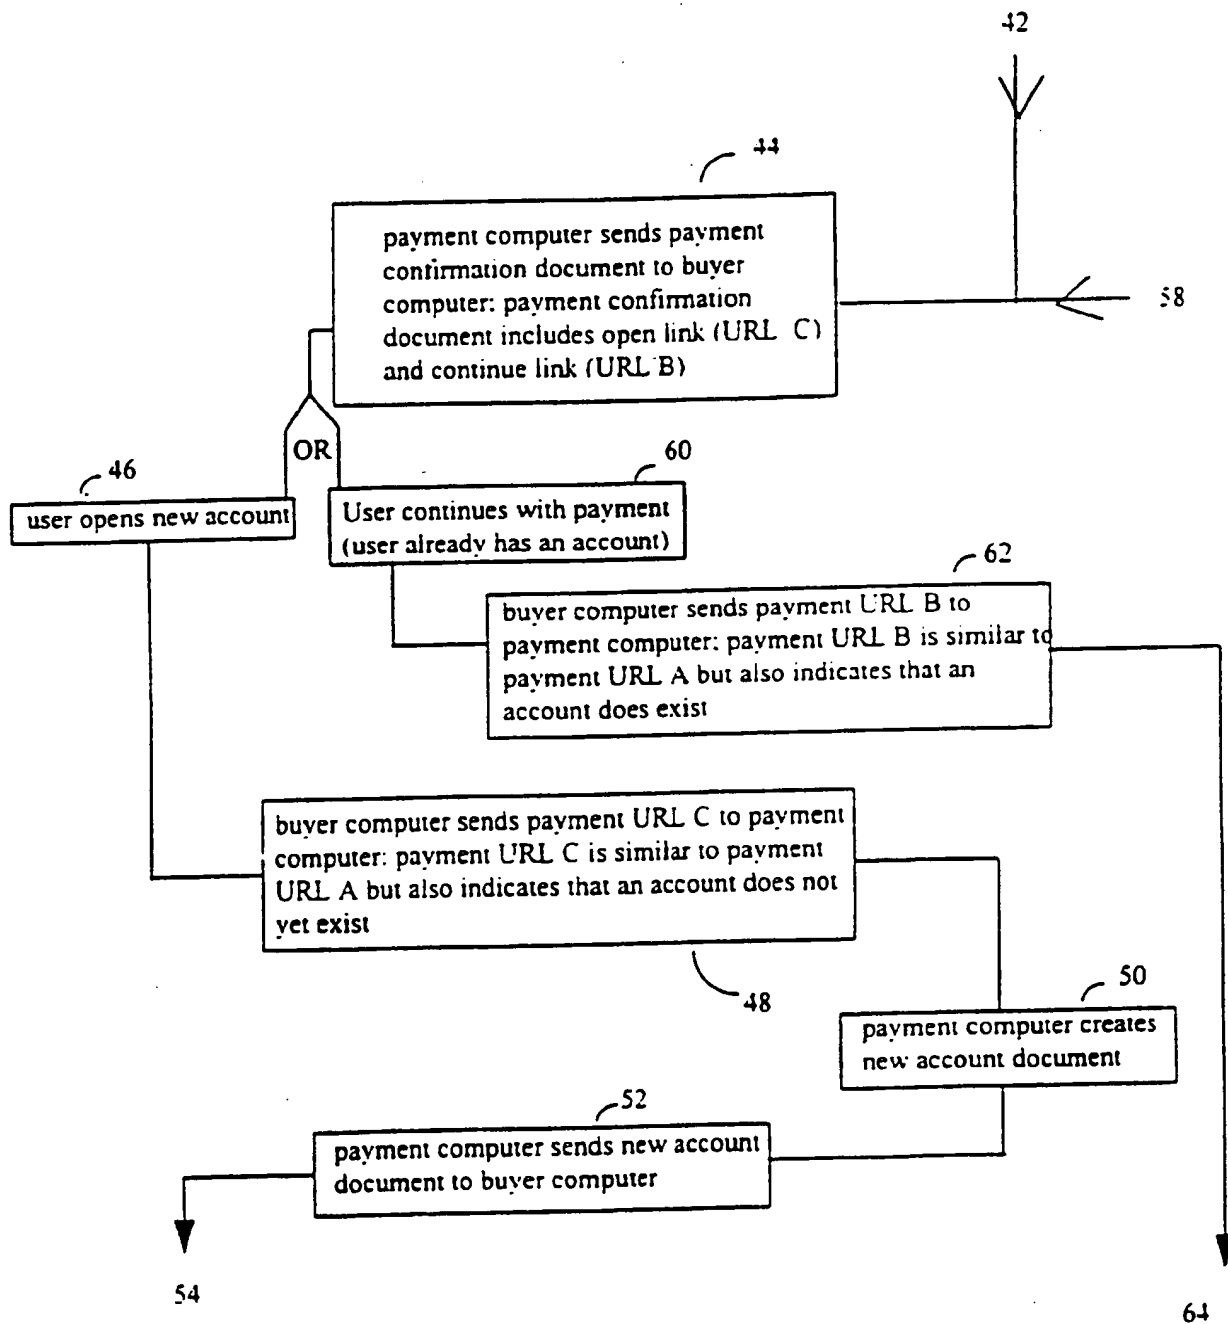 42
44
payment computer sends payment
confirmation document to buyer
computer: payment confirmation
document includes open link (URL C)
and continue link (URL B)
58
OR
46
user opens new account
60
User continues with payment
(user already has an account)
62
buyer computer sends payment URL B to
payment computer: payment URL B is similar to
payment URL A but also indicates that an
account does exist
buyer computer sends payment URL C to payment
computer: payment URL C is similar to payment
URL A but also indicates that an account does not
yet exist
48
50
payment computer creates
new account document
52
payment computer sends new account
document to buyer computer
54
64